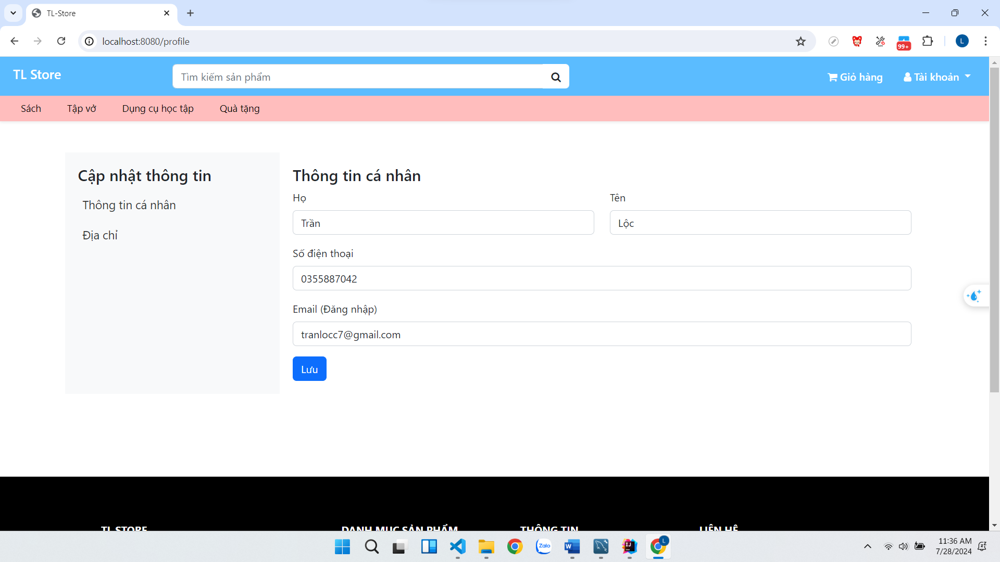 TL-Store
localhost:8080/profile
L
99+
TL Store
Tìm kiếm sản phẩm
Giỏ hàng
Tài khoản
Sách
Tập vở
Dụng cụ học tập
Quà tặng
Cập nhật thông tin
Thông tin cá nhân
Địa chỉ
Thông tin cá nhân
Họ
Tên
Trần
Lộc
Số điện thoại
0355887042
Email (Đăng nhập)
tranlocc7@gmail.com
Lưu
TL STORE
DANH MỤC SẢN PHẨM
THÔNG TIN
LIÊN HỆ
Zalo
W
IJ
L
11:36 AM
7/28/2024